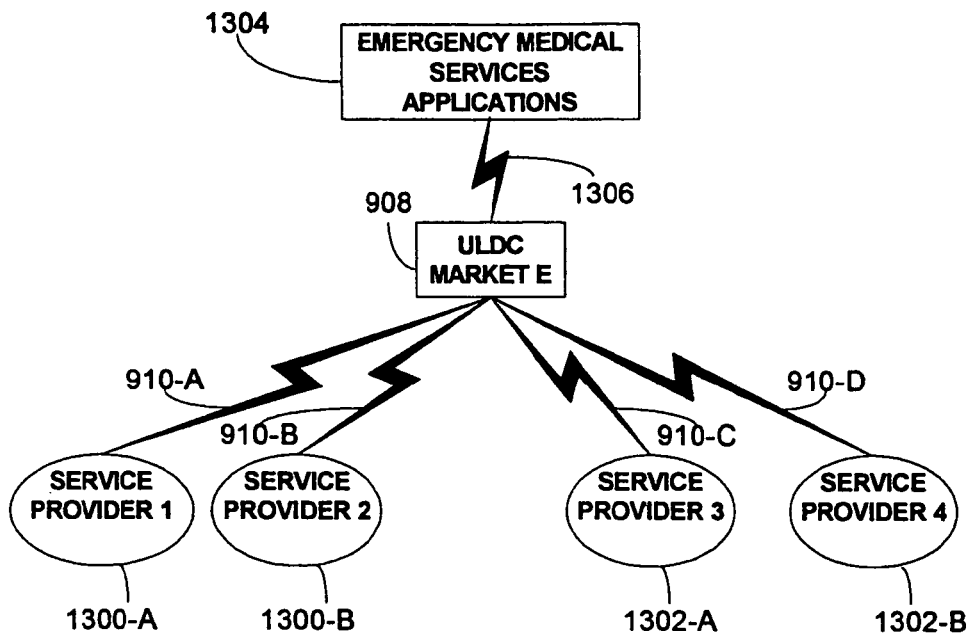 1304
EMERGENCY MEDICAL
SERVICES
APPLICATIONS
1306
908
ULDC
MARKET E
910-A
910-B
910-C
910-D
SERVICE
PROVIDER 1
SERVICE
PROVIDER 2
SERVICE
PROVIDER 3
SERVICE
PROVIDER 4
1300-A
1300-B
1302-A
1302-B